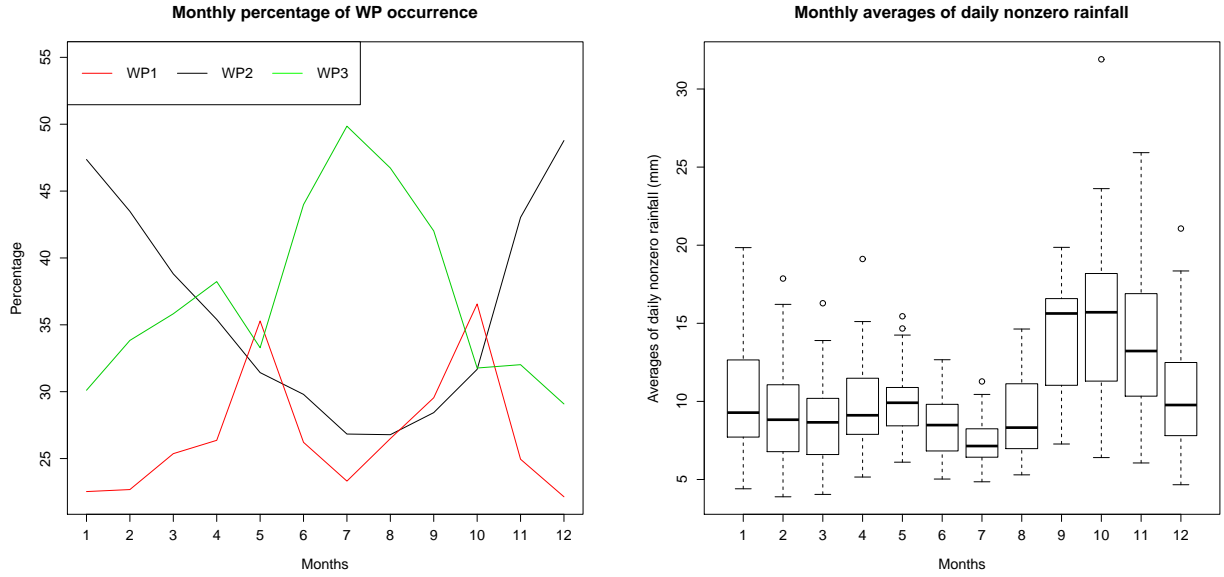 Monthly percentage of WP occurrence
WP1 WP2 WP3
Percentage
55
50
45
40
35
30
25
1 2 3 4 5 6 7 8 9 10 11 12
Months
Monthly averages of daily nonzero rainfall
Averages of daily nonzero rainfall (mm)
30
25
20
15
10
5
1 2 3 4 5 6 7 8 9 10 11 12
Months